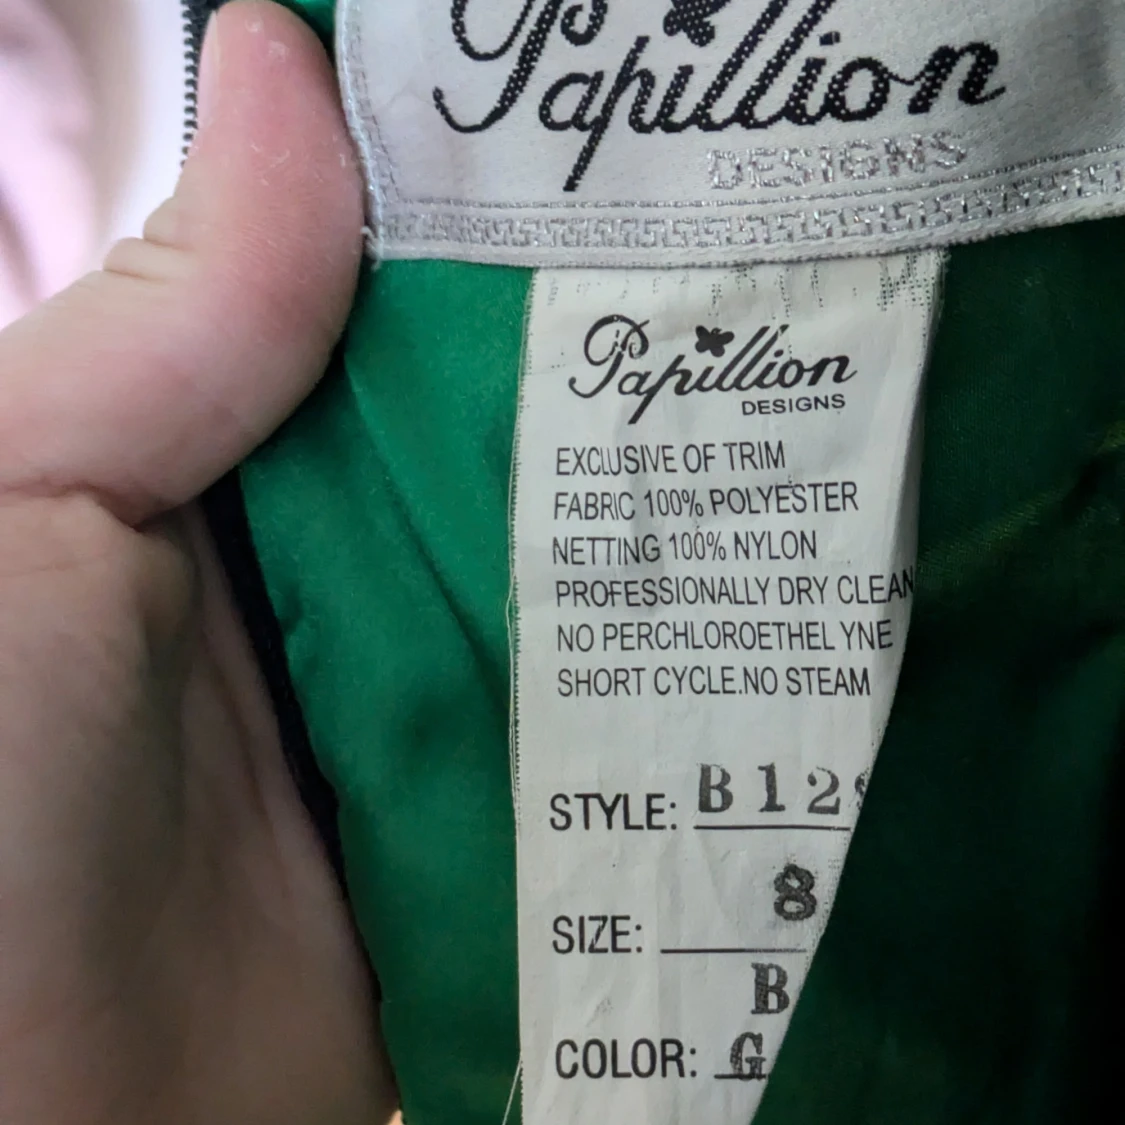 Papillion
DESIGNS
Papillion
DESIGNS
EXCLUSIVE OF TRIM
FABRIC 100% POLYESTER
NETTING 100% NYLON
PROFESSIONALLY DRY CLEAN
NO PERCHLOROETHEL YNE
SHORT CYCLE.NO STEAM
STYLE: B12
SIZE: 8
B
COLOR: G